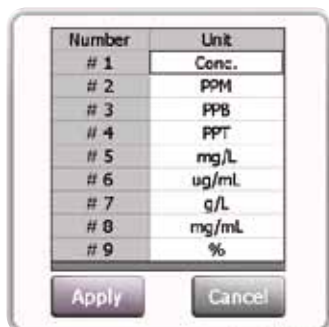 Number Unit
# 1 Conc.
# 2 PPM
# 3 PPB
# 4 PPT
# 5 mg/L
# 6 ug/mL
# 7 g/L
# 8 mg/mL
# 9 %
Apply Cancel